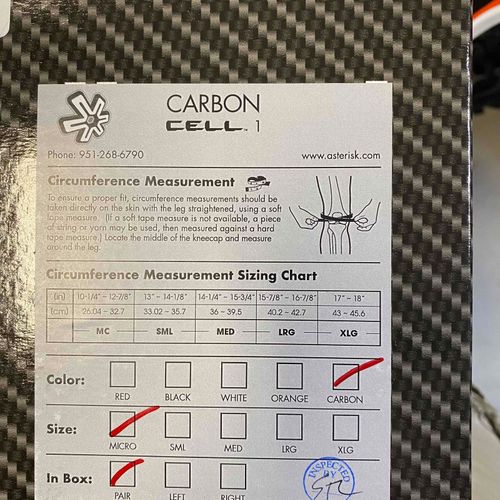 CARBON
CELL™ 1
Phone: 951-268-6790 www.asterisk.com
Circumference Measurement
To ensure a proper fit, circumference measurements should be
taken directly on the skin with the leg straightened, using a soft
tape measure. (If a soft tape measure is not available, a piece
of string or yarn may be used, then measured against a hard
tape measure.) Locate the middle of the kneecap and measure
around the leg.
Circumference Measurement Sizing Chart
(in) 10-1/4" ~ 12-7/8" 13" ~ 14-1/8" 14-1/4 ~ 15-3/4" 15-7/8" ~ 16-7/8" 17" ~ 18"
(cm) 26.04 ~ 32.7 33.02 ~ 35.7 36 ~ 39.5 40.2 ~ 42.7 43 ~ 45.6
MC SML MED LRG XLG
Color:
RED BLACK WHITE ORANGE CARBON
Size:
MICRO SML MED LRG XLG
In Box:
PAIR LEFT RIGHT
INSPECTED
BY